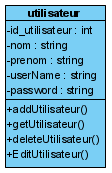 utilisateur
-id_utilisateur : int
-nom : string
-prenom : string
-userName : string
-password : string
+addUtilisateur()
+getUtilisateur()
+deleteUtilisateur()
+EditUtilisateur()